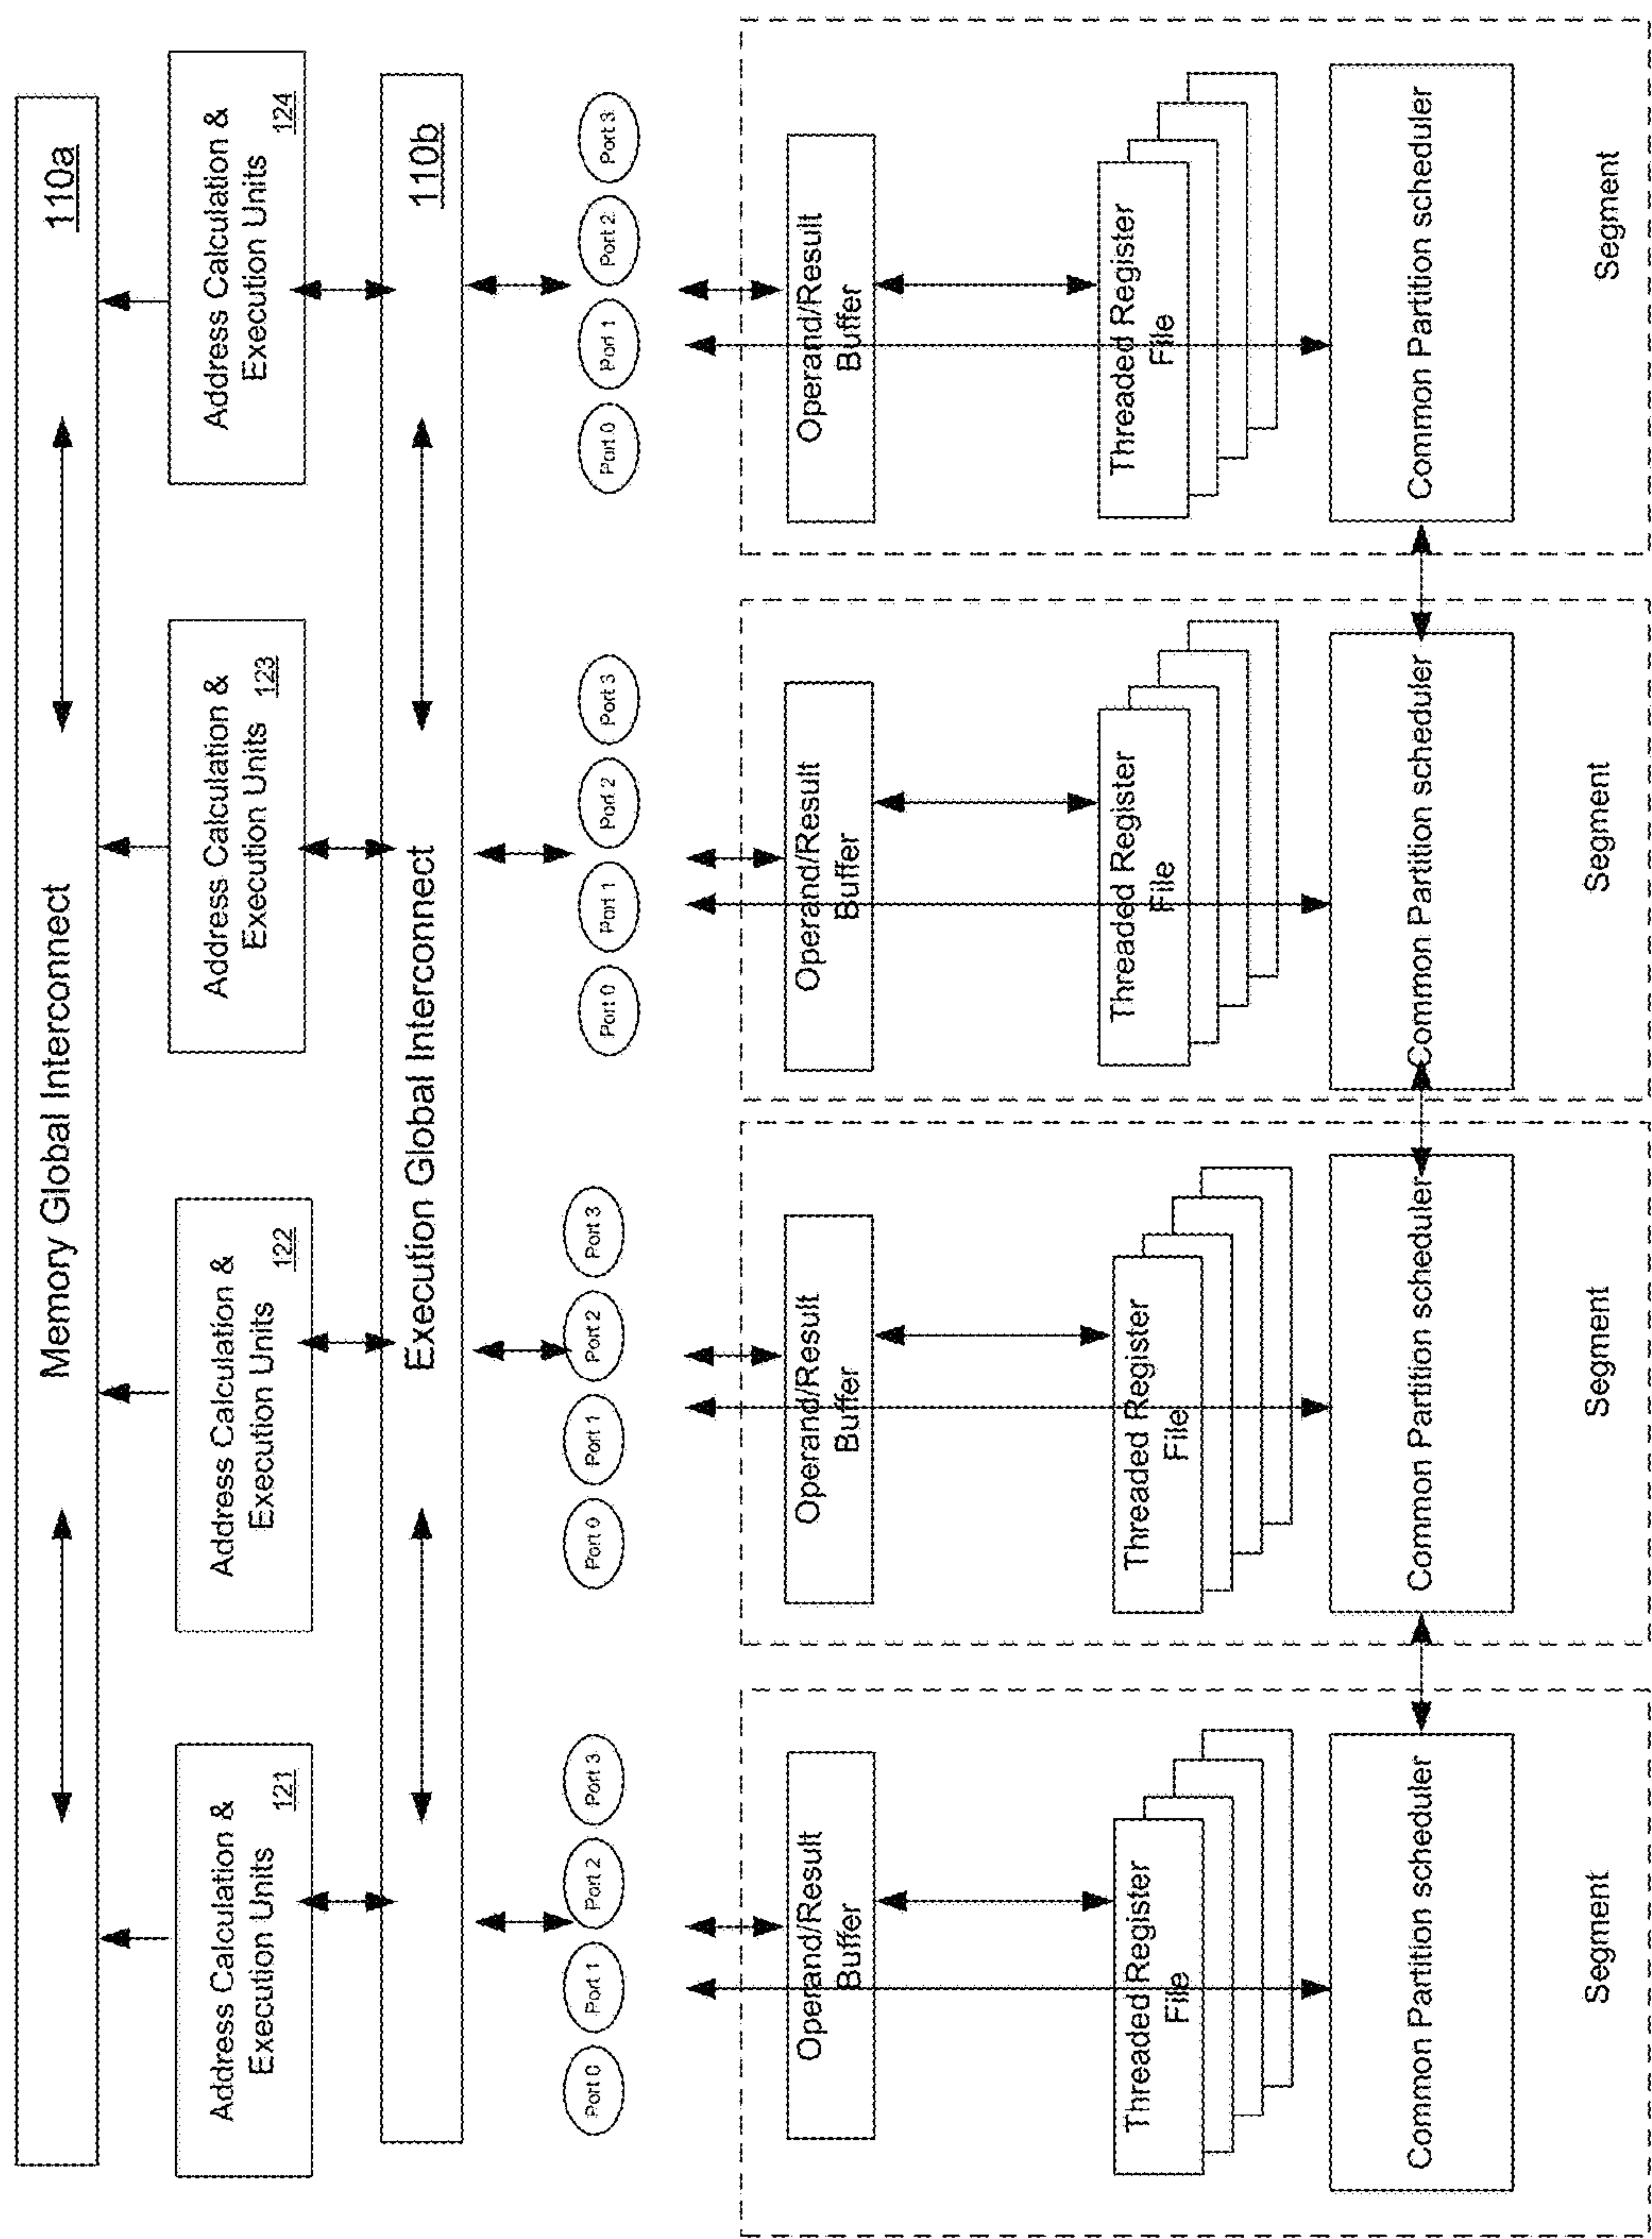 Memory Global Interconnect
110a
Address Calculation &
Execution Units
121
Address Calculation &
Execution Units
122
Address Calculation &
Execution Units
123
Address Calculation &
Execution Units
124
Execution Global Interconnect
110b
Port 0
Port 1
Port 2
Port 3
Port 0
Port 1
Port 2
Port 3
Port 0
Port 1
Port 2
Port 3
Port 0
Port 1
Port 2
Port 3
Operand/Result
Buffer
Threaded Register
File
Common Partition scheduler
Segment
Operand/Result
Buffer
Threaded Register
File
Common Partition scheduler
Segment
Operand/Result
Buffer
Threaded Register
File
Common Partition scheduler
Segment
Operand/Result
Buffer
Threaded Register
File
Common Partition scheduler
Segment